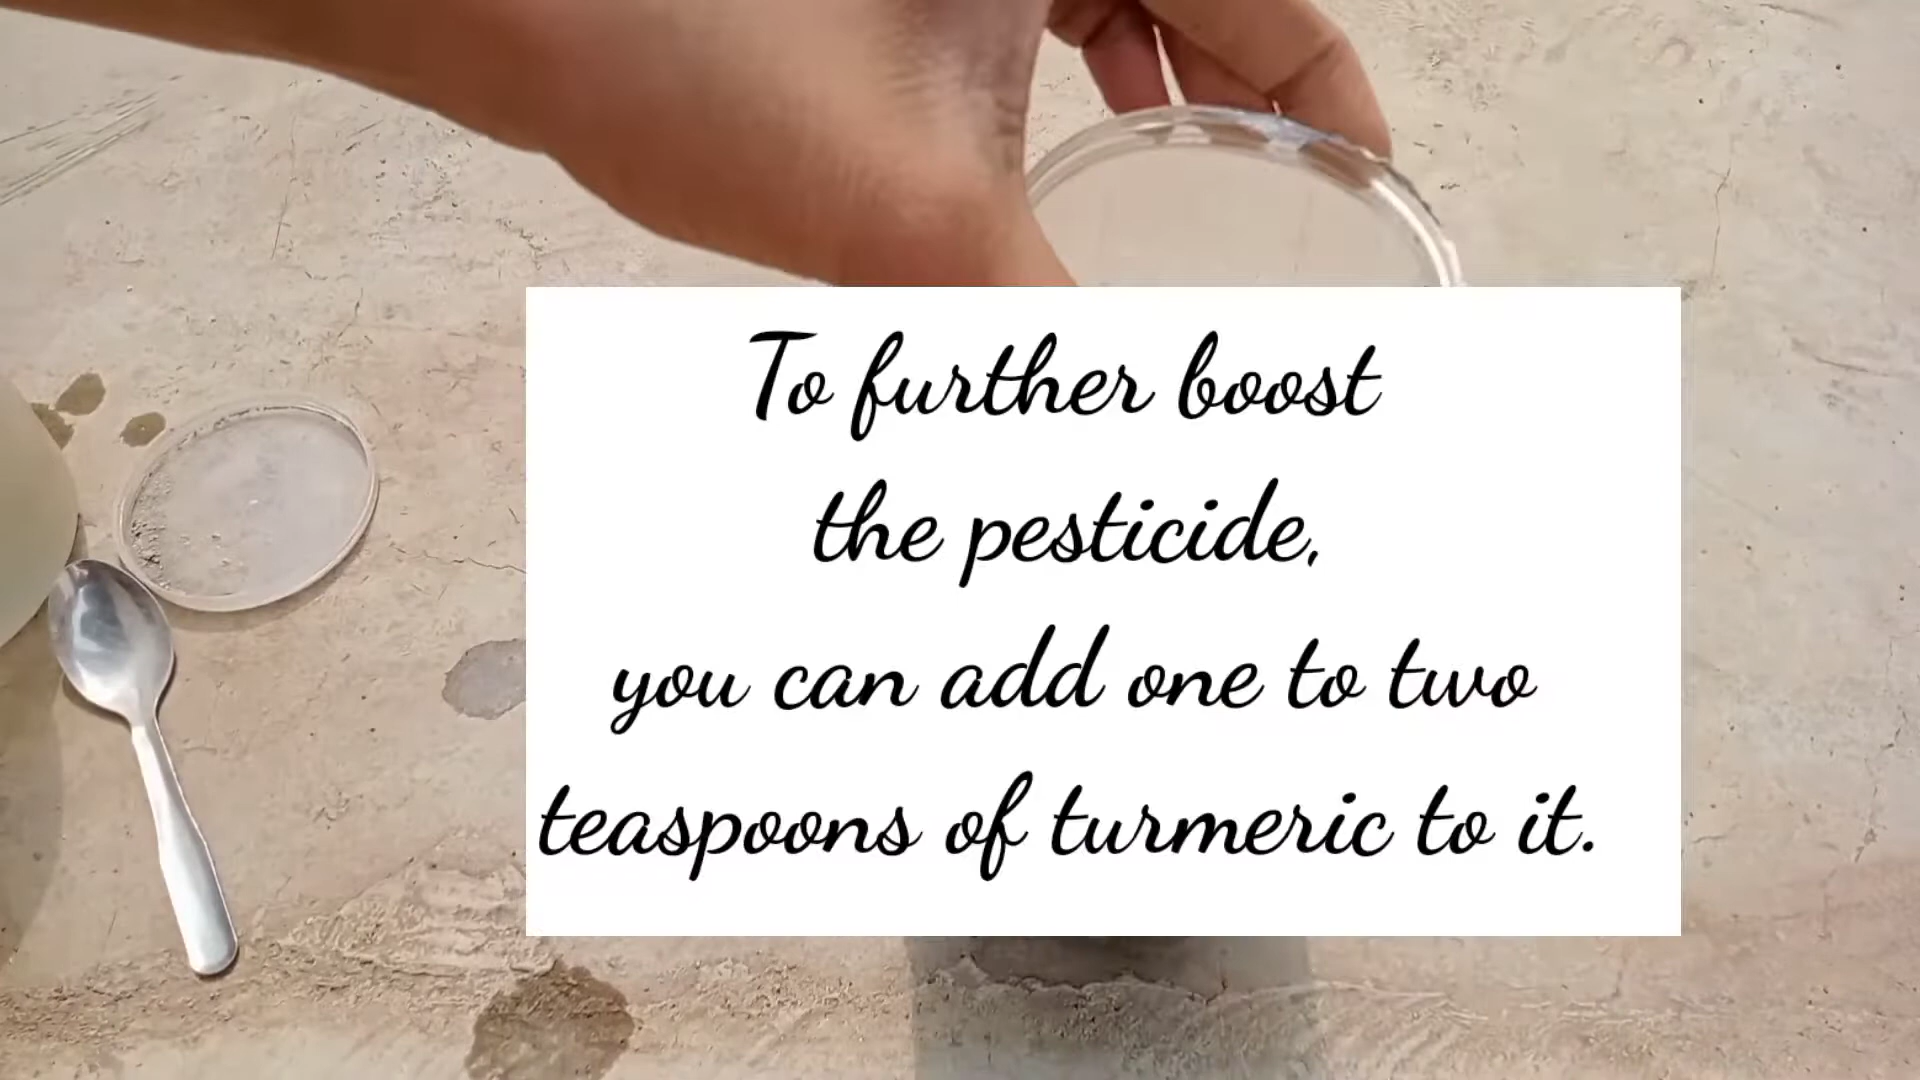 To further boost
the pesticide,
you can add one to two
teaspoons of turmeric to it.